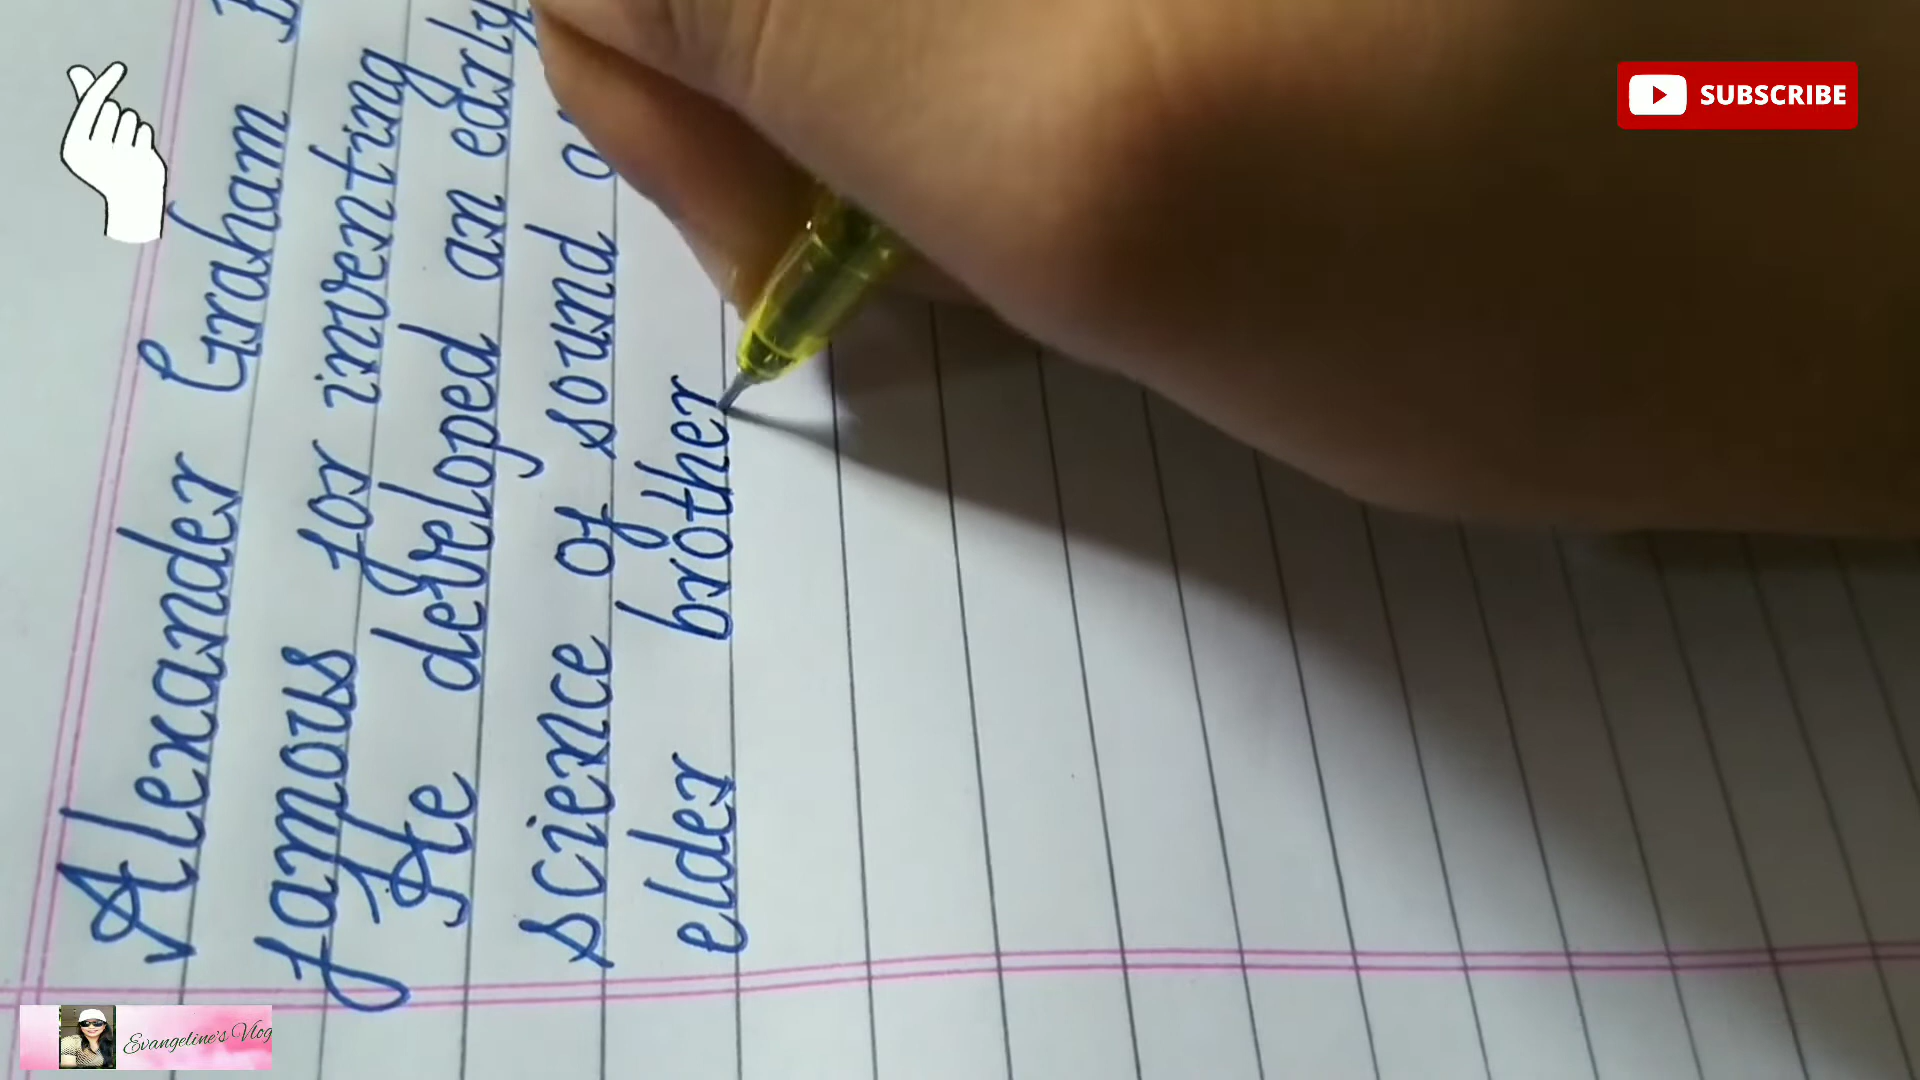 Alexander Graham
famous for inventing
He developed an early
science of sound
elder brother
SUBSCRIBE
Evangeline's Vlog